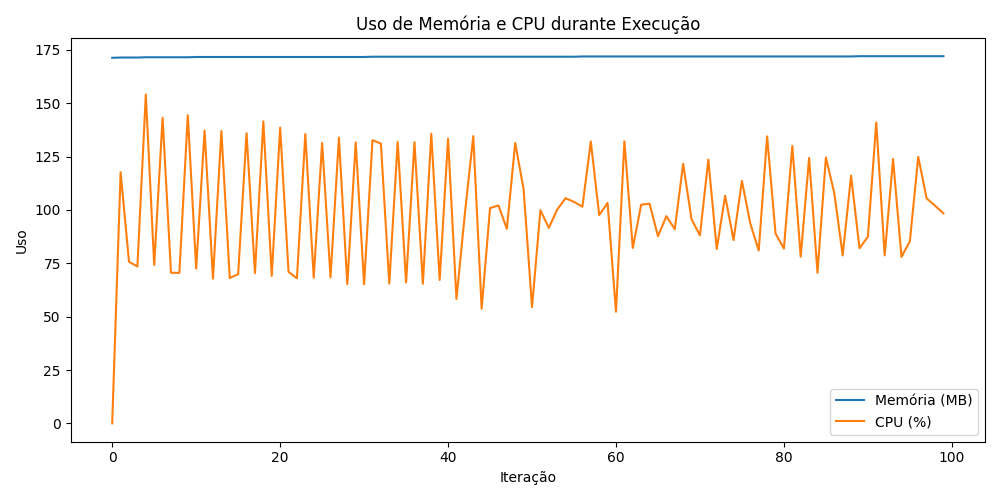 Uso de Memória e CPU durante Execução
175
150
125
100
75
50
25
0
Uso
0 20 40 60 80 100
Iteração
Memória (MB)
CPU (%)